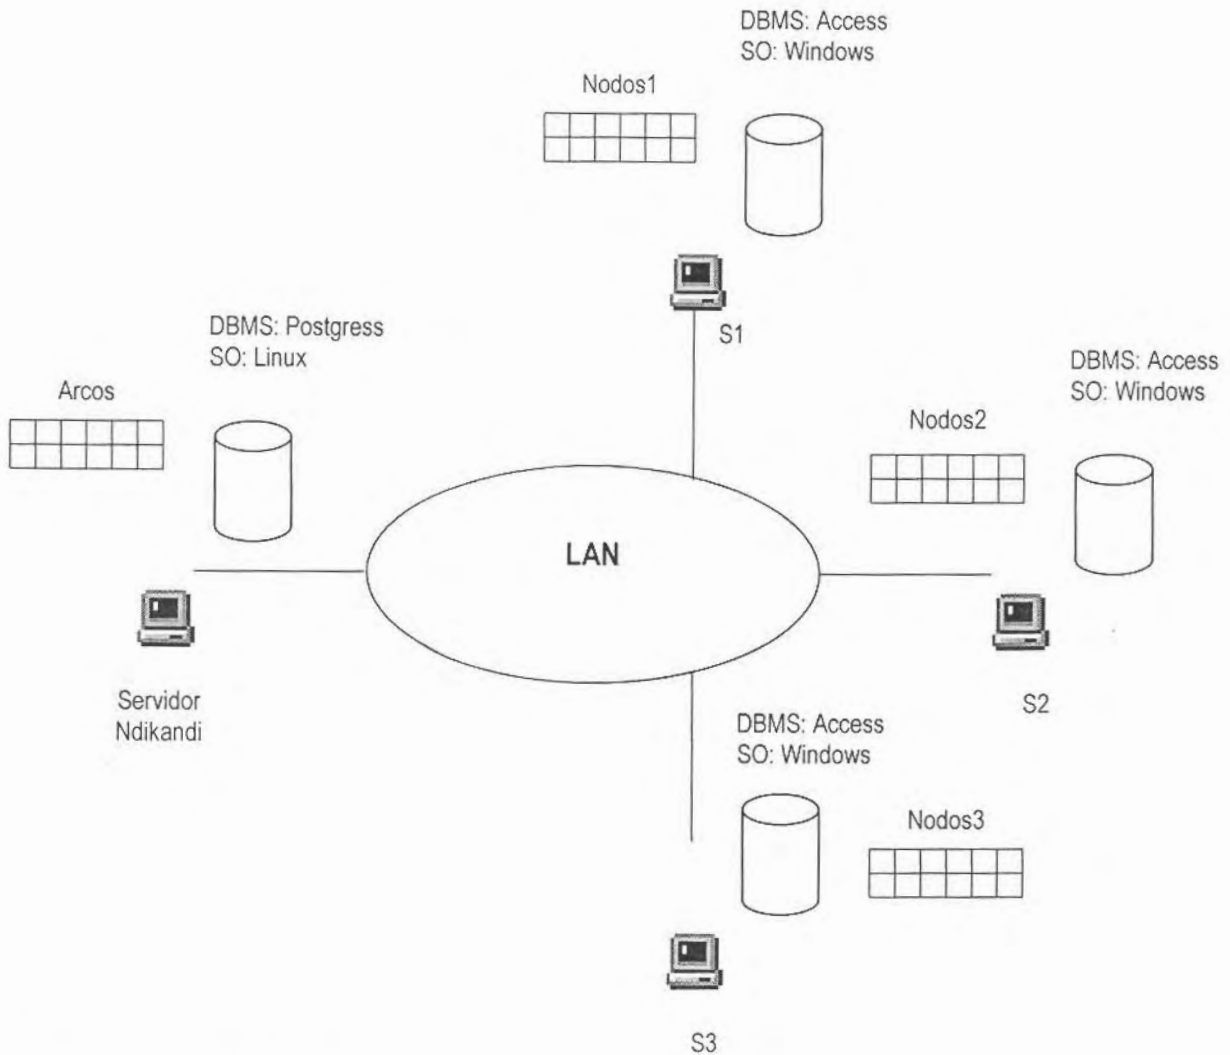 DBMS: Access
SO: Windows
Nodos1
S1
DBMS: Postgress
SO: Linux
Arcos
DBMS: Access
SO: Windows
Nodos2
LAN
Servidor
Ndikandi
S2
DBMS: Access
SO: Windows
Nodos3
S3